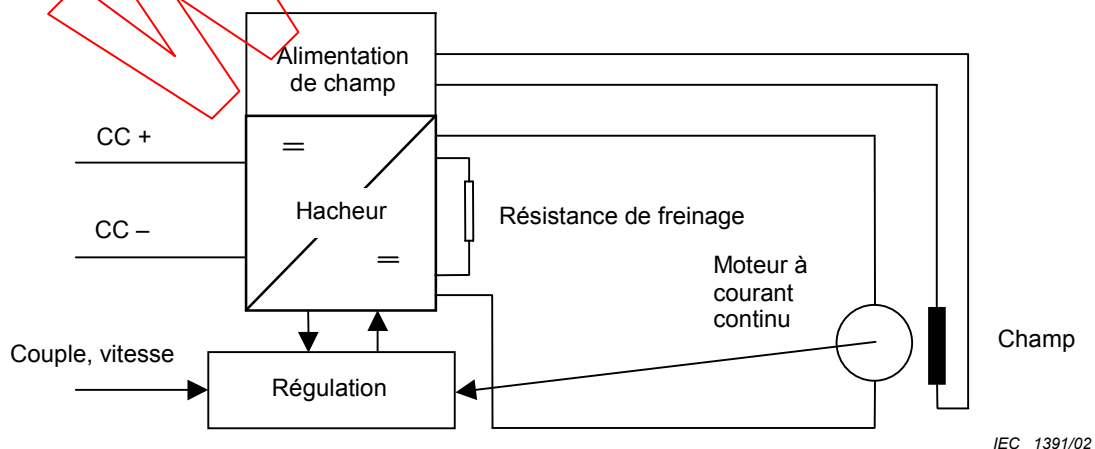 Alimentation
de champ
CC +
=
Hacheur
CC –
=
Résistance de freinage
Moteur à
courant
continu
Champ
Couple, vitesse
Régulation
IEC 1391/02